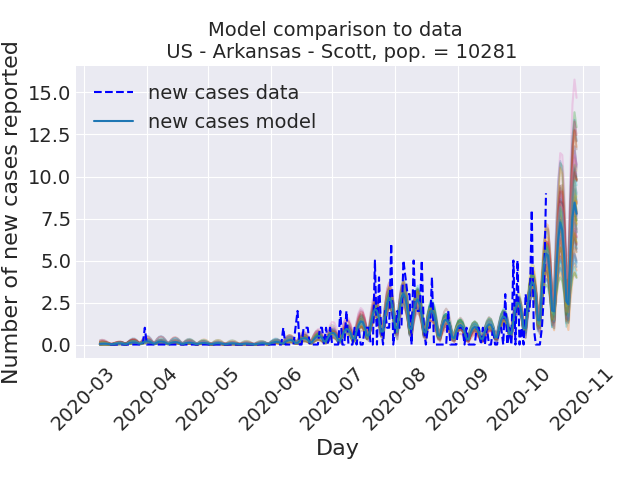 Model comparison to data
US - Arkansas - Scott, pop. = 10281
Number of new cases reported
15.0
12.5
10.0
7.5
5.0
2.5
0.0
new cases data
new cases model
2020-03
2020-04
2020-05
2020-06
2020-07
2020-08
2020-09
2020-10
2020-11
Day